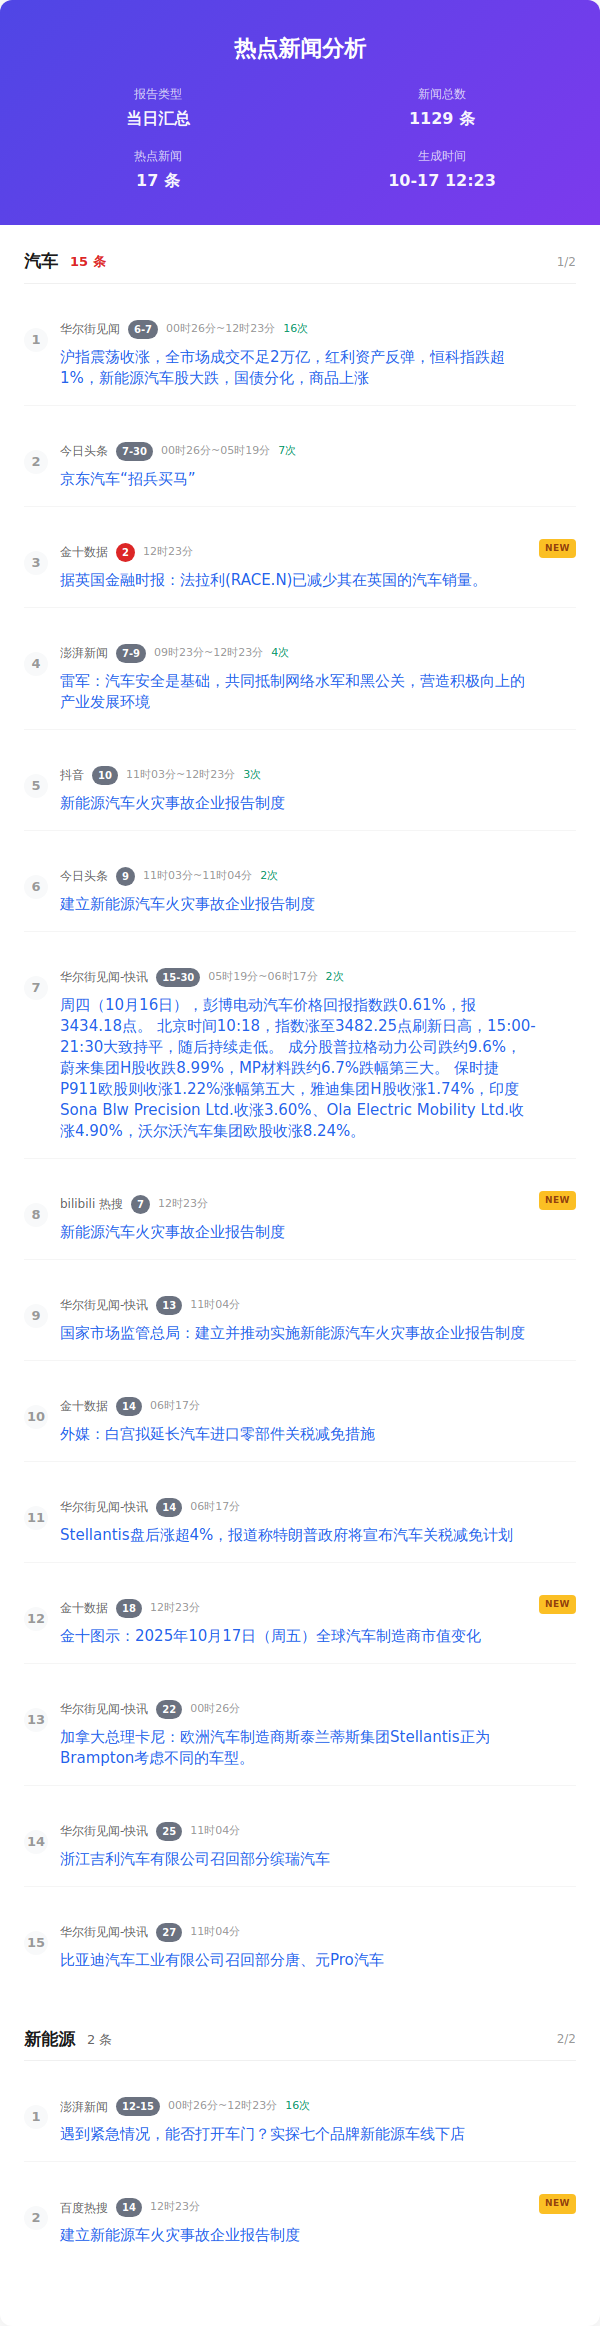 热点新闻分析
报告类型
新闻总数
当日汇总
1129 条
热点新闻
生成时间
17 条
10-17 12:23
汽车 15 条 1/2
1 华尔街见闻 6-7 00时26分~12时23分 16次
沪指震荡收涨，全市场成交不足2万亿，红利资产反弹，恒科指跌超
1%，新能源汽车股大跌，国债分化，商品上涨
2 今日头条 7-30 00时26分~05时19分 7次
京东汽车“招兵买马”
3 金十数据 2 12时23分 NEW
据英国金融时报：法拉利(RACE.N)已减少其在英国的汽车销量。
4 澎湃新闻 7-9 09时23分~12时23分 4次
雷军：汽车安全是基础，共同抵制网络水军和黑公关，营造积极向上的
产业发展环境
5 抖音 10 11时03分~12时23分 3次
新能源汽车火灾事故企业报告制度
6 今日头条 9 11时03分~11时04分 2次
建立新能源汽车火灾事故企业报告制度
7 华尔街见闻-快讯 15-30 05时19分~06时17分 2次
周四（10月16日），彭博电动汽车价格回报指数跌0.61%，报
3434.18点。 北京时间10:18，指数涨至3482.25点刷新日高，15:00-
21:30大致持平，随后持续走低。 成分股普拉格动力公司跌约9.6%，
蔚来集团H股收跌8.99%，MP材料跌约6.7%跌幅第三大。 保时捷
P911欧股则收涨1.22%涨幅第五大，雅迪集团H股收涨1.74%，印度
Sona Blw Precision Ltd.收涨3.60%、Ola Electric Mobility Ltd.收
涨4.90%，沃尔沃汽车集团欧股收涨8.24%。
8 bilibili 热搜 7 12时23分 NEW
新能源汽车火灾事故企业报告制度
9 华尔街见闻-快讯 13 11时04分
国家市场监管总局：建立并推动实施新能源汽车火灾事故企业报告制度
10 金十数据 14 06时17分
外媒：白宫拟延长汽车进口零部件关税减免措施
11 华尔街见闻-快讯 14 06时17分
Stellantis盘后涨超4%，报道称特朗普政府将宣布汽车关税减免计划
12 金十数据 18 12时23分 NEW
金十图示：2025年10月17日（周五）全球汽车制造商市值变化
13 华尔街见闻-快讯 22 00时26分
加拿大总理卡尼：欧洲汽车制造商斯泰兰蒂斯集团Stellantis正为
Brampton考虑不同的车型。
14 华尔街见闻-快讯 25 11时04分
浙江吉利汽车有限公司召回部分缤瑞汽车
15 华尔街见闻-快讯 27 11时04分
比亚迪汽车工业有限公司召回部分唐、元Pro汽车
新能源 2 条 2/2
1 澎湃新闻 12-15 00时26分~12时23分 16次
遇到紧急情况，能否打开车门？实探七个品牌新能源车线下店
2 百度热搜 14 12时23分 NEW
建立新能源车火灾事故企业报告制度